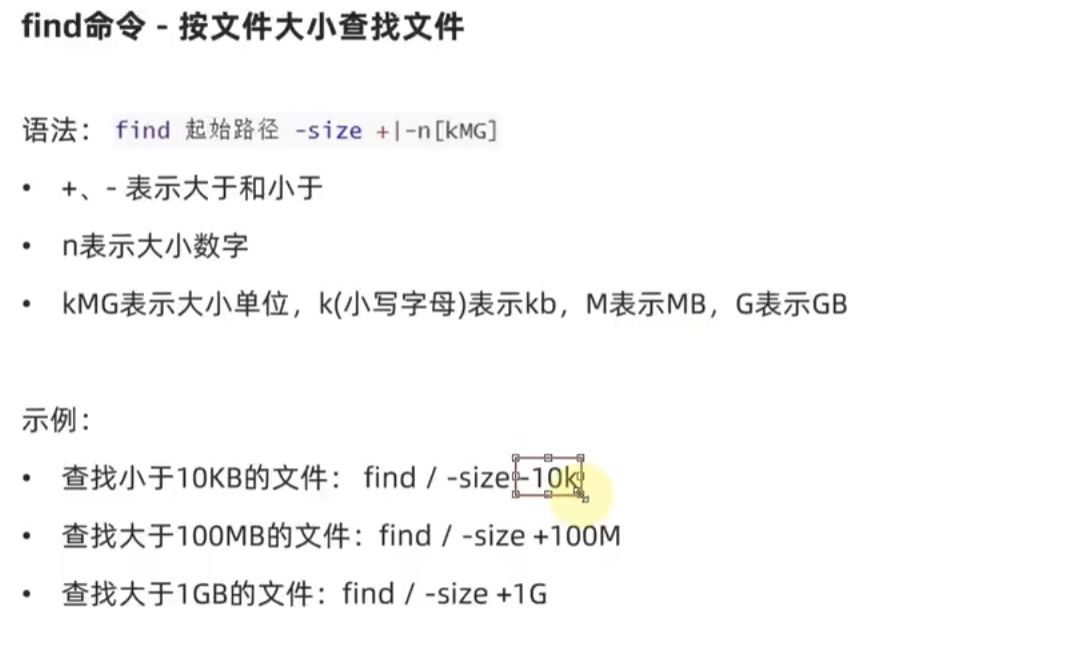 find命令 - 按文件大小查找文件
语法： find 起始路径 -size +|-n[kMG]
• +、- 表示大于和小于
• n表示大小数字
• kMG表示大小单位，k(小写字母)表示kb，M表示MB，G表示GB
示例：
• 查找小于10KB的文件： find / -size -10k
• 查找大于100MB的文件：find / -size +100M
• 查找大于1GB的文件：find / -size +1G